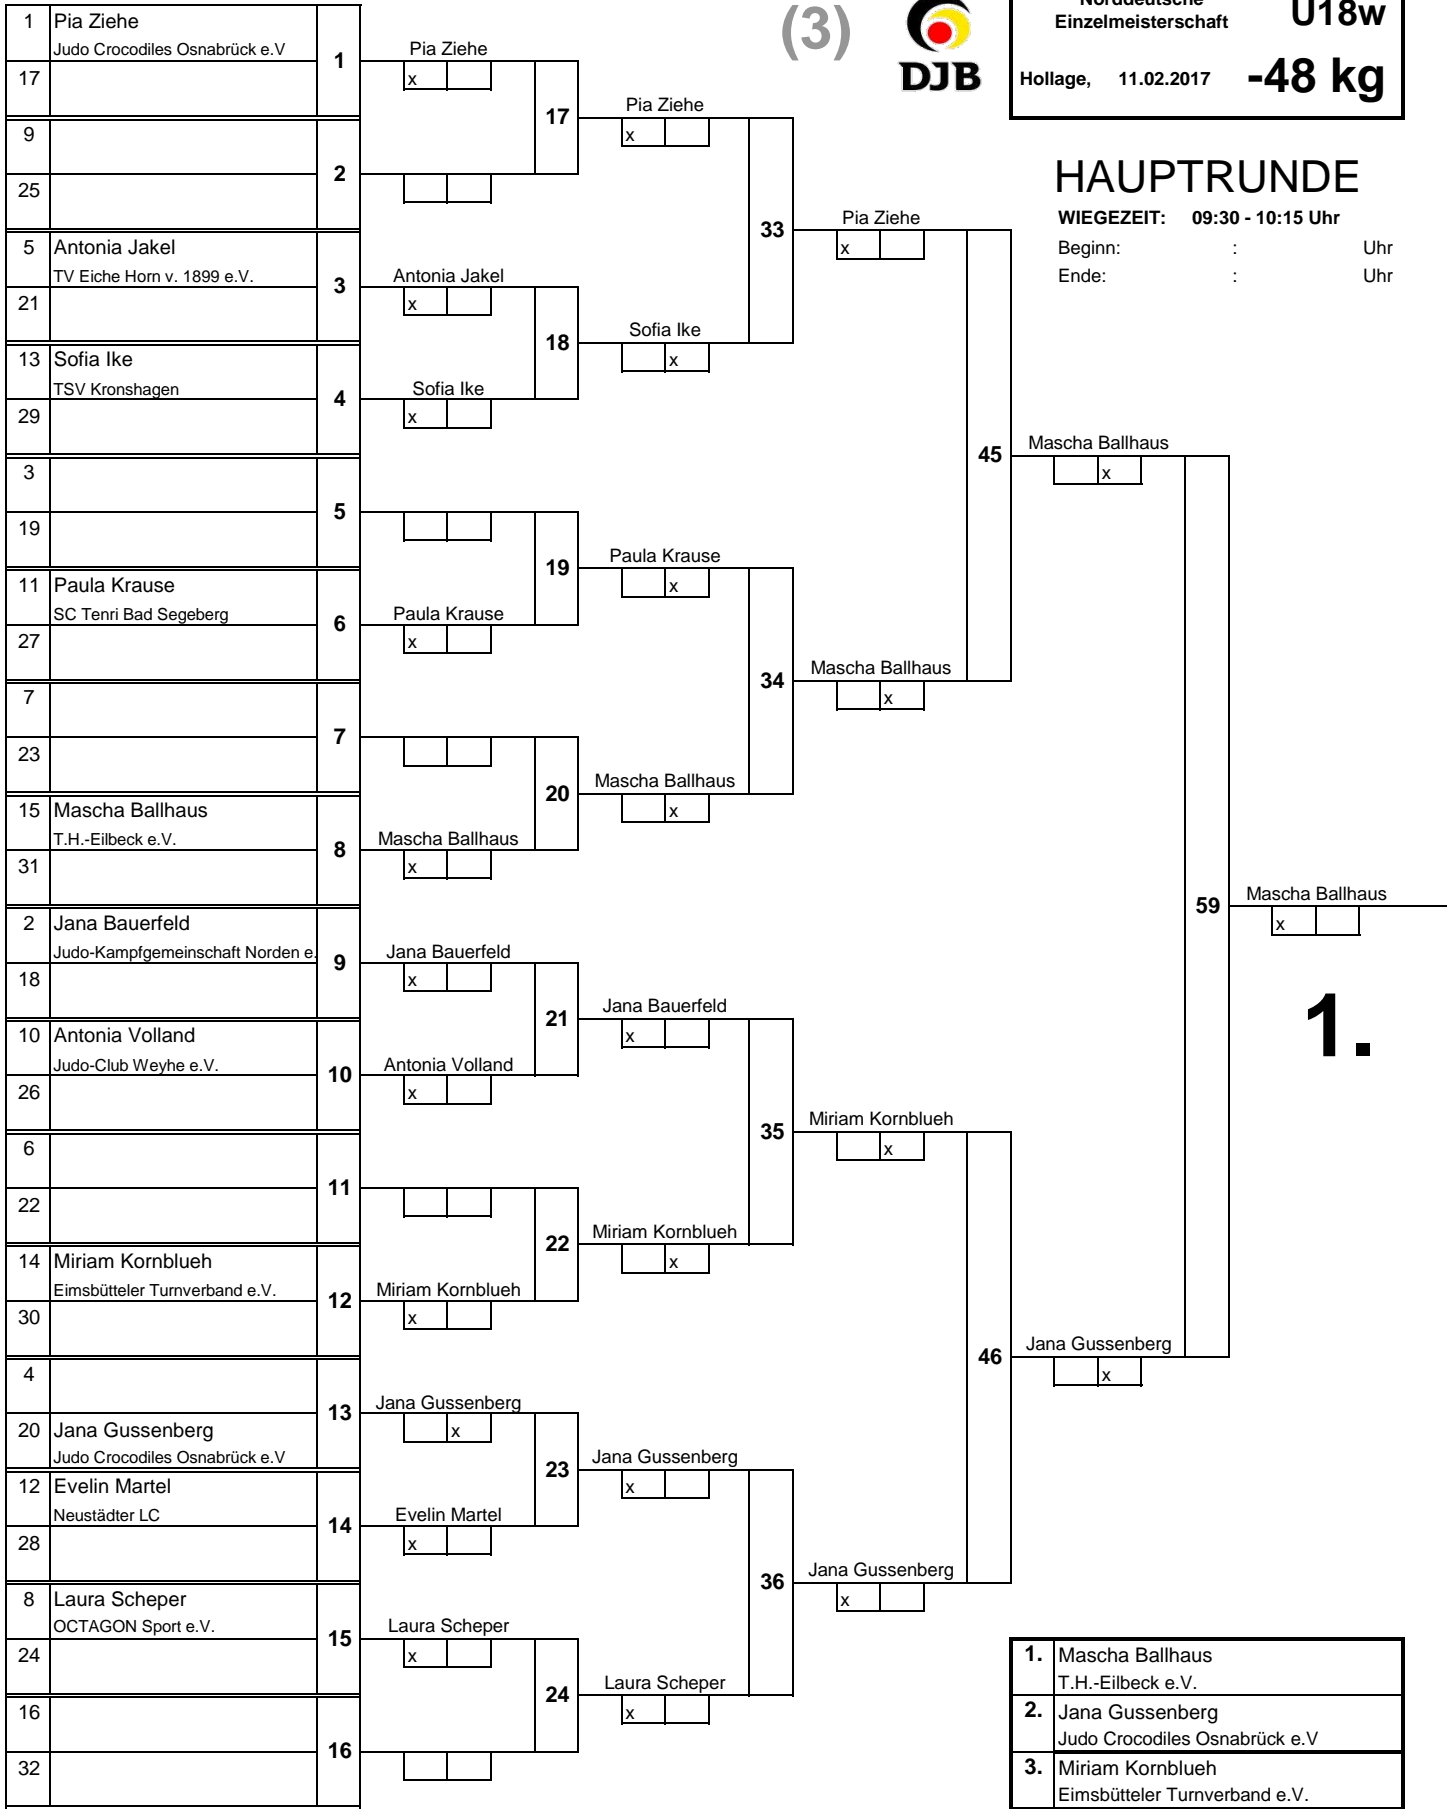 (3)
DJB
Norddeutsche
Einzelmeisterschaft
U18w
Hollage, 11.02.2017 -48 kg
HAUPTRUNDE
WIEGEZEIT: 09:30 - 10:15 Uhr
Beginn: : Uhr
Ende: : Uhr
1 Pia Ziehe
Judo Crocodiles Osnabrück e.V
17
1
9
25
2
5 Antonia Jakel
TV Eiche Horn v. 1899 e.V.
21
3
13 Sofia Ike
TSV Kronshagen
29
4
3
19
5
11 Paula Krause
SC Tenri Bad Segeberg
27
6
7
23
7
15 Mascha Ballhaus
T.H.-Eilbeck e.V.
31
8
2 Jana Bauerfeld
Judo-Kampfgemeinschaft Norden e.
18
9
10 Antonia Volland
Judo-Club Weyhe e.V.
26
10
6
22
11
14 Miriam Kornblueh
Eimsbütteler Turnverband e.V.
30
12
4
20 Jana Gussenberg
Judo Crocodiles Osnabrück e.V
13
12 Evelin Martel
Neustädter LC
28
14
8 Laura Scheper
OCTAGON Sport e.V.
24
15
16
32
16
Pia Ziehe
x
17
Antonia Jakel
x
18
Sofia Ike
x
19
Paula Krause
x
20
Mascha Ballhaus
x
Jana Bauerfeld
x
21
Antonia Volland
x
22
Miriam Kornblueh
x
Jana Gussenberg
x
23
Evelin Martel
x
Laura Scheper
x
24
Pia Ziehe
x
33
Sofia Ike
x
Paula Krause
x
34
Mascha Ballhaus
x
Jana Bauerfeld
x
35
Miriam Kornblueh
x
Jana Gussenberg
x
36
Laura Scheper
x
Pia Ziehe
x
45
Mascha Ballhaus
x
Miriam Kornblueh
x
46
Jana Gussenberg
x
Mascha Ballhaus
x
59
Jana Gussenberg
x
Mascha Ballhaus
x
1.
1. Mascha Ballhaus
T.H.-Eilbeck e.V.
2. Jana Gussenberg
Judo Crocodiles Osnabrück e.V
3. Miriam Kornblueh
Eimsbütteler Turnverband e.V.